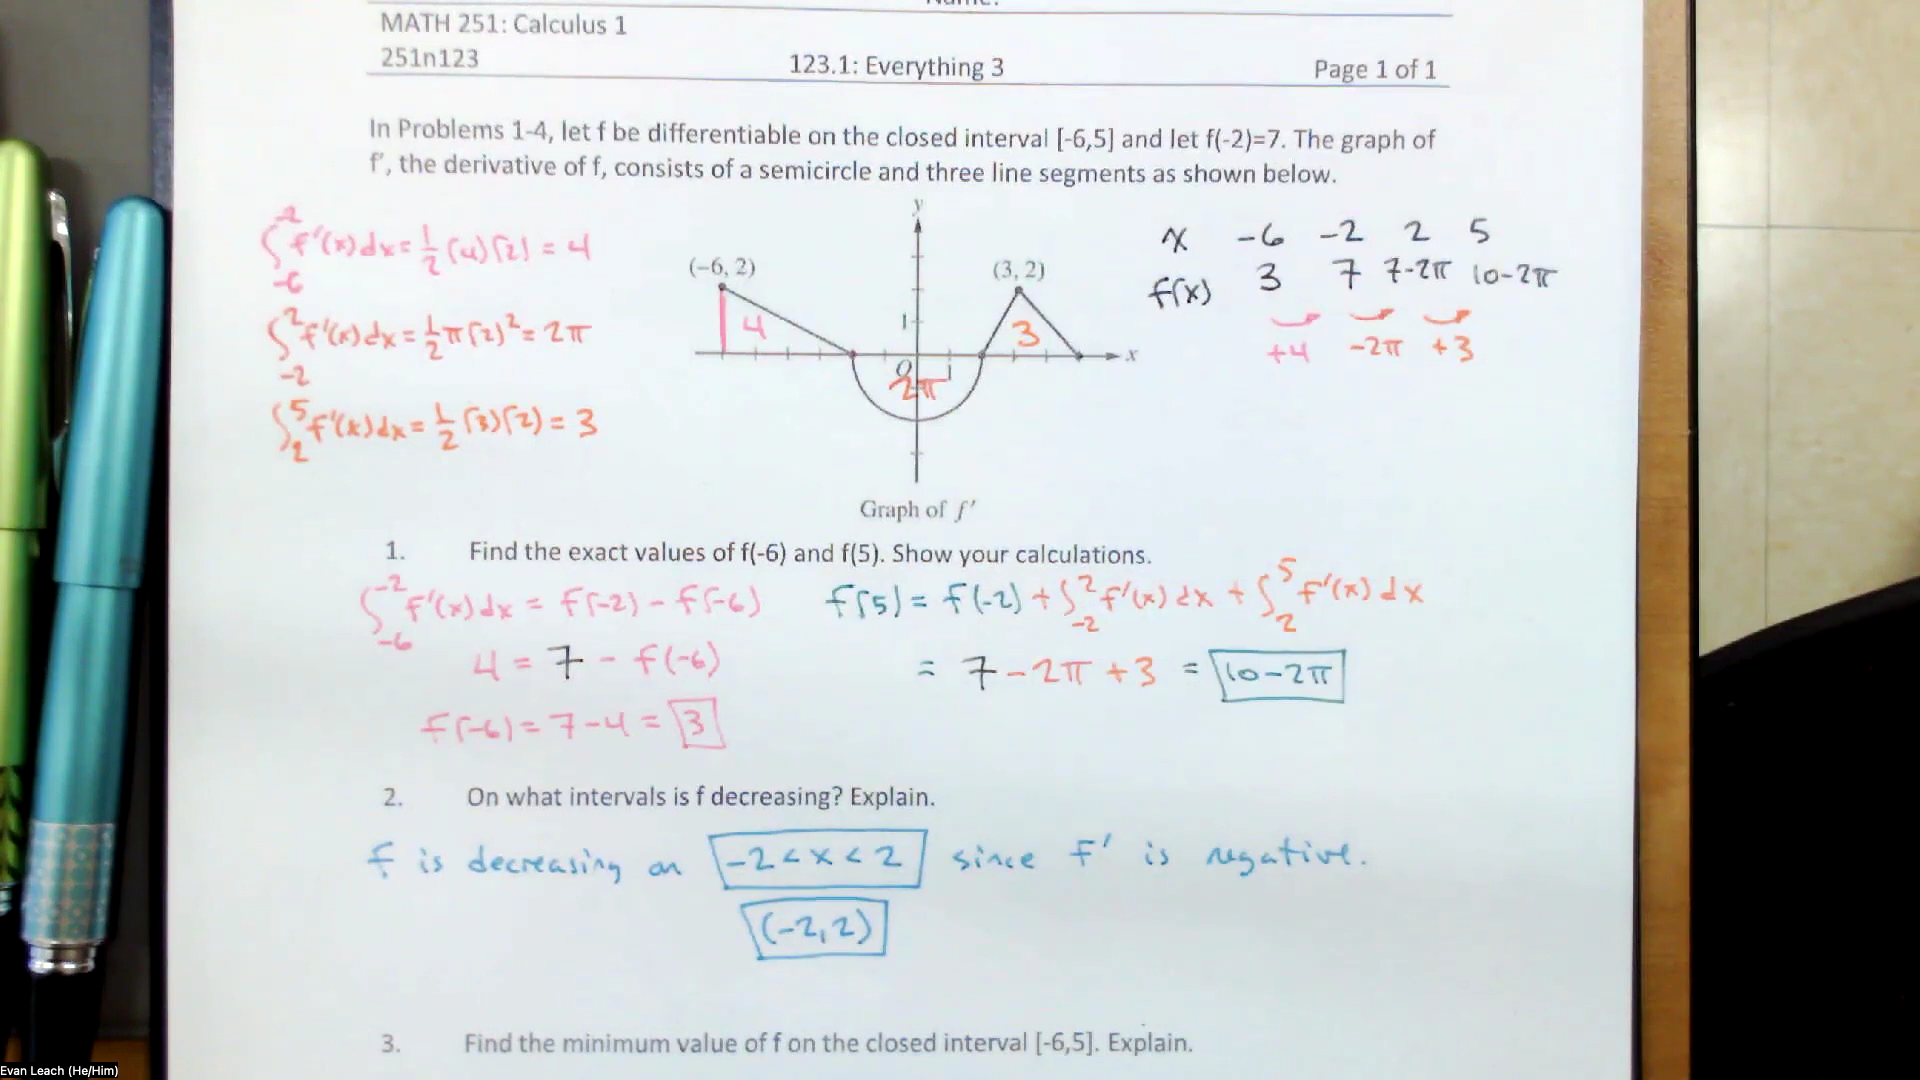 MATH 251: Calculus 1
251n123
123.1: Everything 3
Page 1 of 1
In Problems 1-4, let f be differentiable on the closed interval [-6,5] and let f(-2)=7. The graph of
f', the derivative of f, consists of a semicircle and three line segments as shown below.
∫_{-6}^{-2} f'(x)dx = 1/2 (4)(2) = 4
∫_{-2}^{2} f'(x)dx = 1/2 π(2)² = 2π
∫_{2}^{5} f'(x)dx = 1/2 (3)(2) = 3
y
(-6, 2)
(3, 2)
4
1
3
O
1
x
2π
Graph of f'
x -6 -2 2 5
f(x) 3 7 7-2π 10-2π
+4 -2π +3
1. Find the exact values of f(-6) and f(5). Show your calculations.
∫_{-6}^{-2} f'(x)dx = f(-2) - f(-6)
4 = 7 - f(-6)
f(-6) = 7-4 = 3
f(5) = f(-2) + ∫_{-2}^{2} f'(x) dx + ∫_{2}^{5} f'(x) dx
= 7 - 2π + 3 = 10-2π
2. On what intervals is f decreasing? Explain.
f is decreasing on -2<x<2 since f' is negative.
(-2,2)
3. Find the minimum value of f on the closed interval [-6,5]. Explain.
Evan Leach (He/Him)